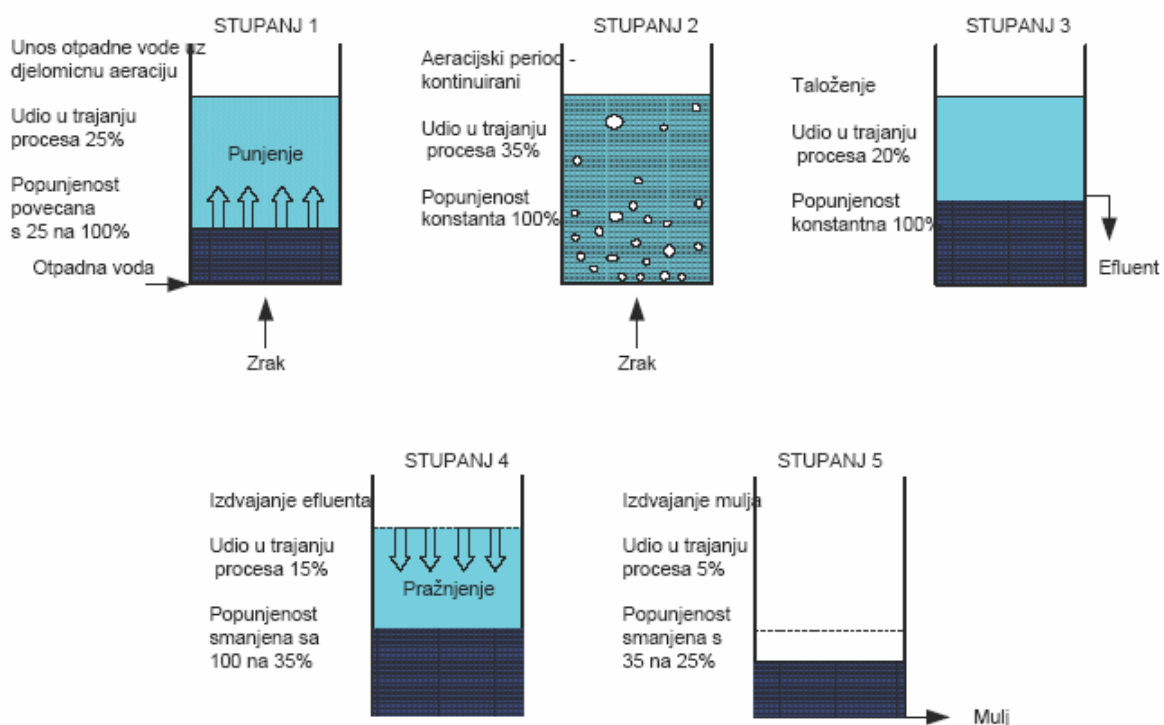 STUPANJ 1
Unos otpadne vode uz
djelomicnu aeraciju
Udio u trajanju
procesa 25%
Punjenje
Popunjenost
povecana
s 25 na 100%
Otpadna voda
Zrak
STUPANJ 2
Aeracijski period -
kontinuirani
Udio u trajanju
procesa 35%
Popunjenost
konstanta 100%
Zrak
STUPANJ 3
Taloženje
Udio u trajanju
procesa 20%
Popunjenost
konstantna 100%
Efluent
STUPANJ 4
Izdvajanje efluenta
Udio u trajanju
procesa 15%
Pražnjenje
Popunjenost
smanjena sa
100 na 35%
STUPANJ 5
Izdvajanje mulja
Udio u trajanju
procesa 5%
Popunjenost
smanjena s
35 na 25%
Mulj